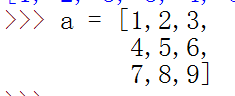 >>> a = [1,2,3,
4,5,6,
7,8,9]